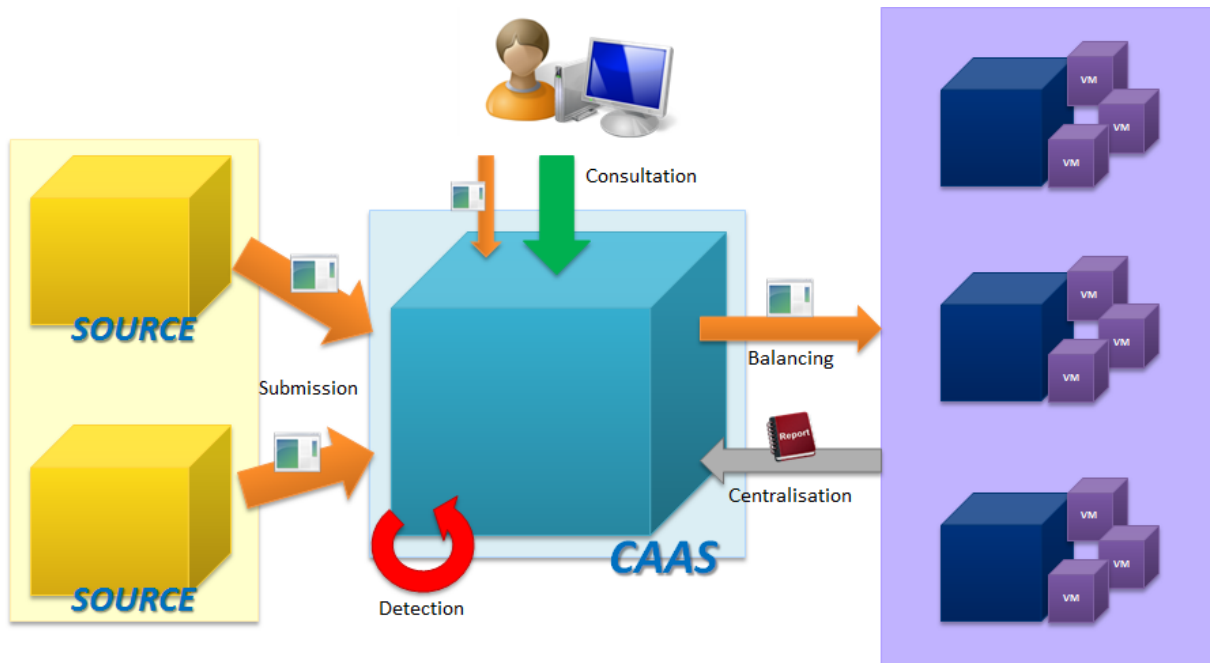 Consultation
SOURCE
Submission
SOURCE
CAAS
Detection
Balancing
Report
Centralisation
VM
VM
VM
VM
VM
VM
VM
VM
VM